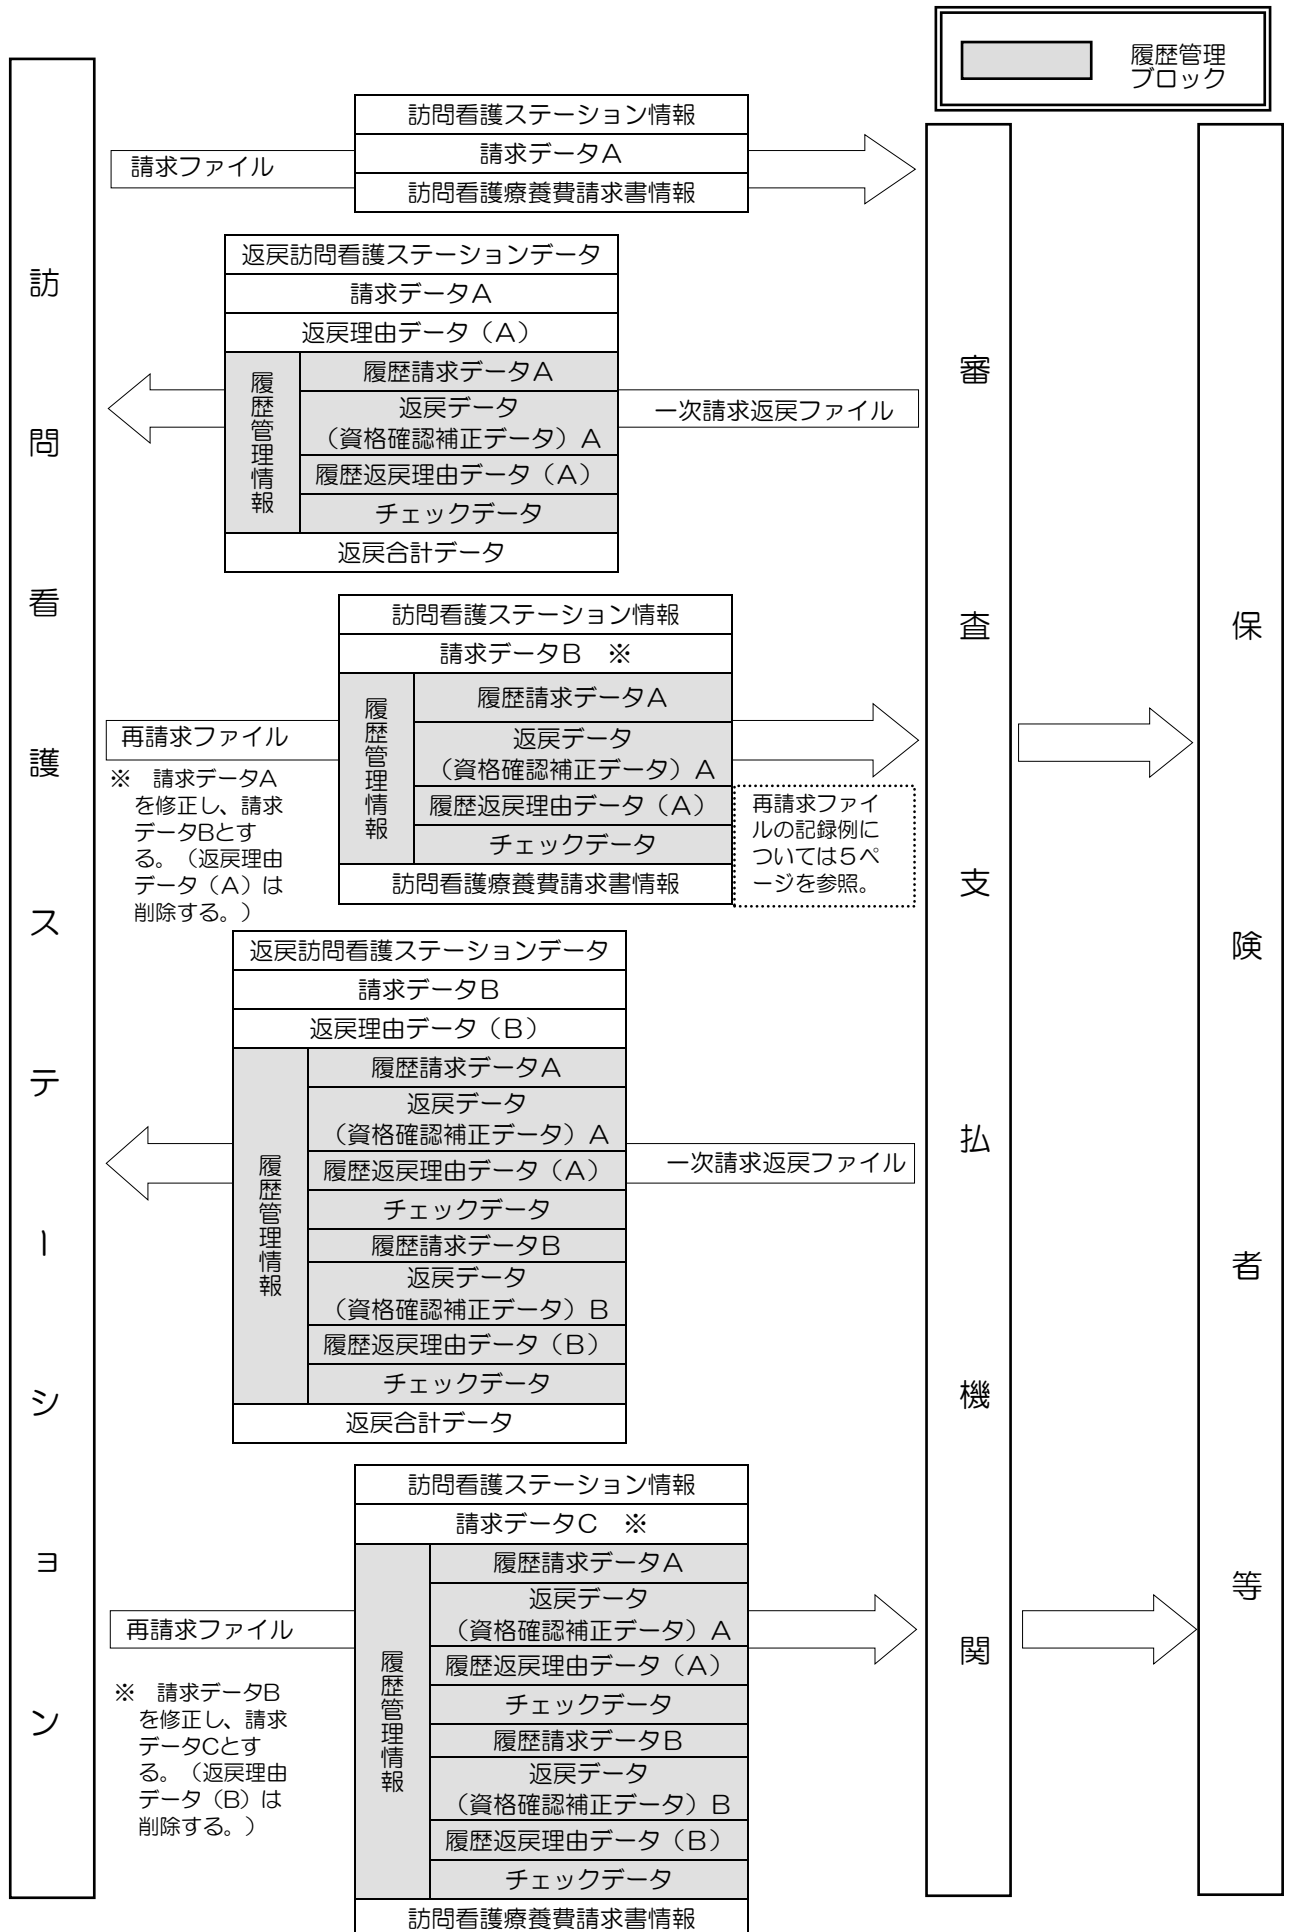 履歴管理
ブロック
訪問看護ステーション
審査支払機関
保険者等
訪問看護ステーション情報
請求データA
訪問看護療養費請求書情報
請求ファイル
返戻訪問看護ステーションデータ
請求データA
返戻理由データ（A）
履歴管理情報
履歴請求データA
返戻データ
（資格確認補正データ）A
履歴返戻理由データ（A）
チェックデータ
返戻合計データ
一次請求返戻ファイル
訪問看護ステーション情報
請求データB　※
履歴管理情報
履歴請求データA
返戻データ
（資格確認補正データ）A
履歴返戻理由データ（A）
チェックデータ
訪問看護療養費請求書情報
再請求ファイル
※　請求データA
を修正し、請求
データBとす
る。（返戻理由
データ（A）は
削除する。）
再請求ファイ
ルの記録例に
ついては５ペ
ージを参照。
返戻訪問看護ステーションデータ
請求データB
返戻理由データ（B）
履歴管理情報
履歴請求データA
返戻データ
（資格確認補正データ）A
履歴返戻理由データ（A）
チェックデータ
履歴請求データB
返戻データ
（資格確認補正データ）B
履歴返戻理由データ（B）
チェックデータ
返戻合計データ
一次請求返戻ファイル
訪問看護ステーション情報
請求データC　※
履歴管理情報
履歴請求データA
返戻データ
（資格確認補正データ）A
履歴返戻理由データ（A）
チェックデータ
履歴請求データB
返戻データ
（資格確認補正データ）B
履歴返戻理由データ（B）
チェックデータ
訪問看護療養費請求書情報
再請求ファイル
※　請求データB
を修正し、請求
データCとす
る。（返戻理由
データ（B）は
削除する。）